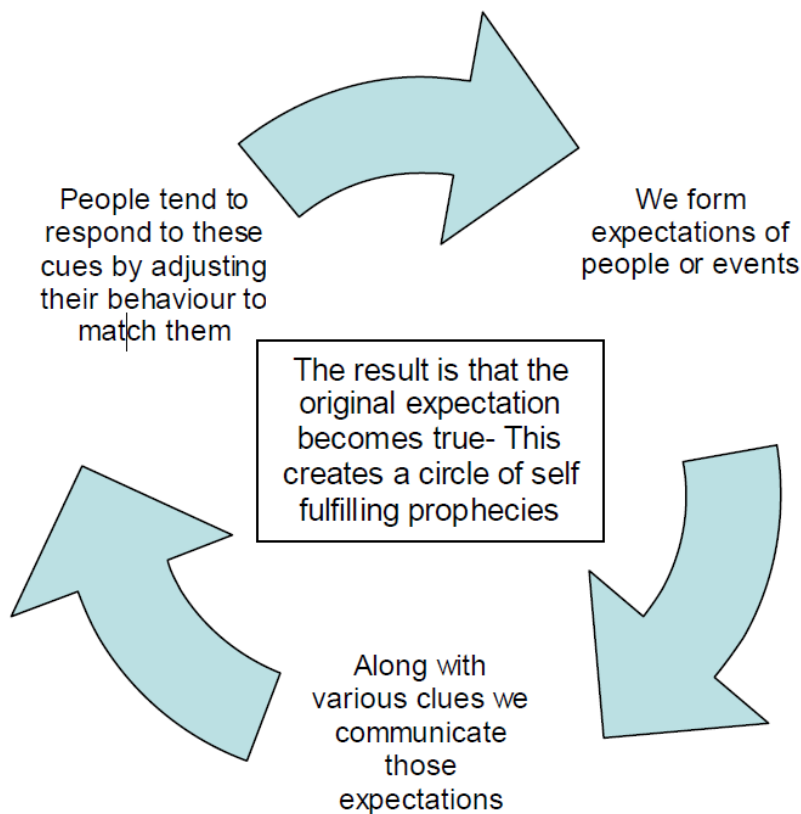 People tend to
respond to these
cues by adjusting
their behaviour to
match them
We form
expectations of
people or events
The result is that the
original expectation
becomes true- This
creates a circle of self
fulfilling prophecies
Along with
various clues we
communicate
those
expectations